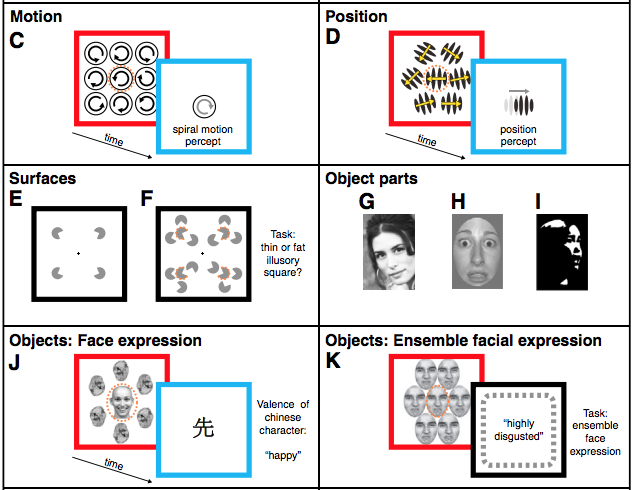 Motion
C
time
spiral motion
percept
Position
D
time
position
percept
Surfaces
E
F
Task:
thin or fat
illusory
square?
Object parts
G
H
I
Objects: Face expression
J
time
先
Valence of
chinese
character:
“happy”
Objects: Ensemble facial expression
K
“highly
disgusted”
Task:
ensemble
face
expression